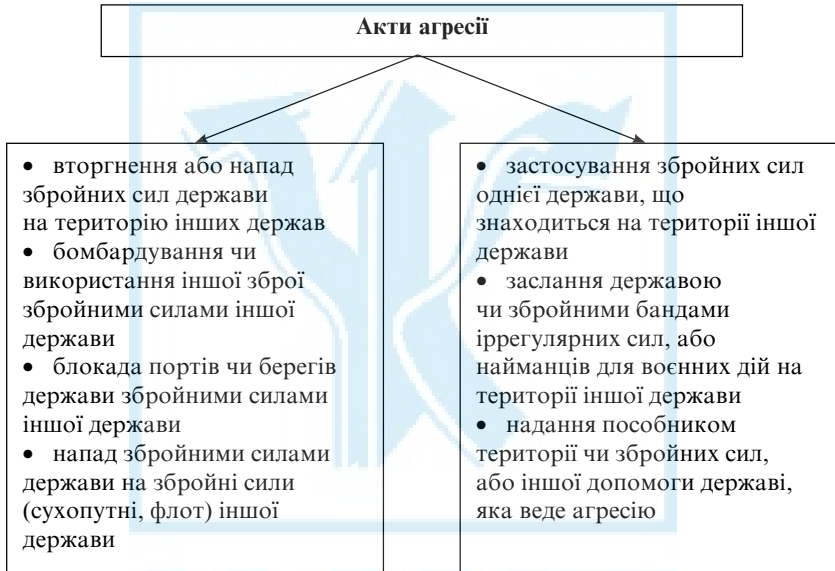 Акти агресії
• вторгнення або напад
збройних сил держави
на територію інших держав
• бомбардування чи
використання іншої зброї
збройними силами іншої
держави
• блокада портів чи берегів
держави збройними силами
іншої держави
• напад збройними силами
держави на збройні сили
(сухопутні, флот) іншої
держави
• застосування збройних сил
однієї держави, що
знаходиться на території іншої
держави
• заслання державою
чи збройними бандами
іррегулярних сил, або
найманців для воєнних дій на
території іншої держави
• надання пособником
території чи збройних сил,
або іншої допомоги державі,
яка веде агресію